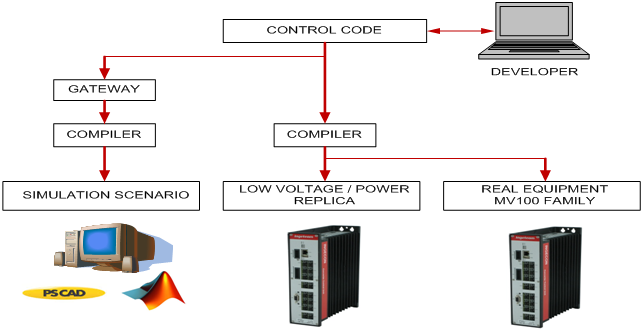 CONTROL CODE
DEVELOPER
GATEWAY
COMPILER
COMPILER
SIMULATION SCENARIO
LOW VOLTAGE / POWER
REPLICA
REAL EQUIPMENT
MV100 FAMILY
PSCAD